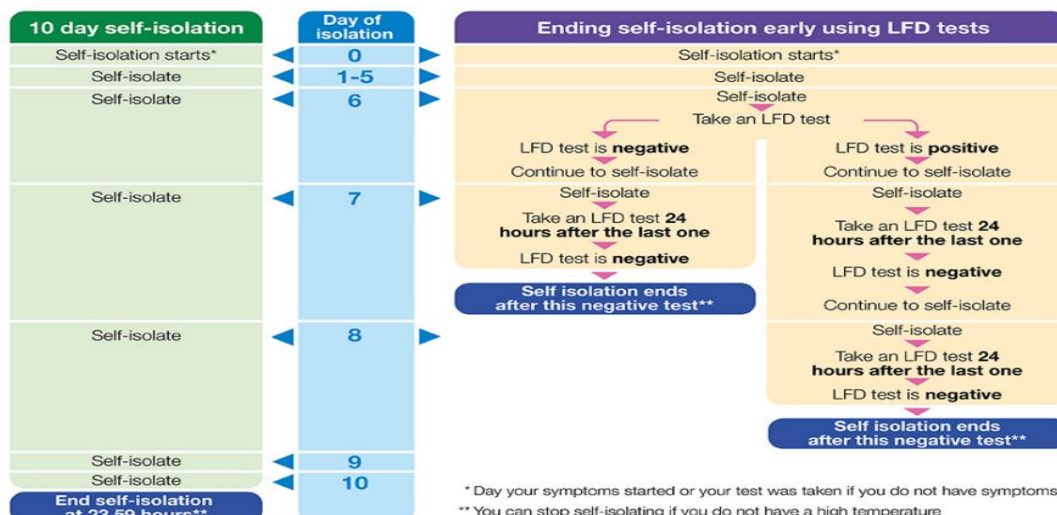 10 day self-isolation
Self-isolation starts*
Self-isolate
Self-isolate
Self-isolate
Self-isolate
Self-isolate
Self-isolate
End self-isolation
at 23.59 hours**
Day of
isolation
0
1-5
6
7
8
9
10
Ending self-isolation early using LFD tests
Self-isolation starts*
Self-isolate
Self-isolate
Take an LFD test
LFD test is negative
Continue to self-isolate
Self-isolate
Take an LFD test 24
hours after the last one
LFD test is negative
Self isolation ends
after this negative test**
LFD test is positive
Continue to self-isolate
Self-isolate
Take an LFD test 24
hours after the last one
LFD test is negative
Continue to self-isolate
Self-isolate
Take an LFD test 24
hours after the last one
LFD test is negative
Self isolation ends
after this negative test**
* Day your symptoms started or your test was taken if you do not have symptoms
** You can stop self-isolating if you do not have a high temperature